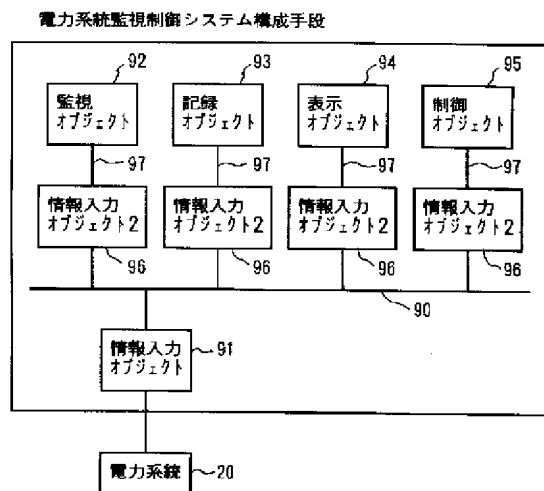 電力系統監視制御システム構成手段
92
93
94
95
監視
オブジェクト
記録
オブジェクト
表示
オブジェクト
制御
オブジェクト
97
97
97
97
情報入力
オブジェクト2
情報入力
オブジェクト2
情報入力
オブジェクト2
情報入力
オブジェクト2
96
96
96
96
90
情報入力
オブジェクト
91
電力系統
20